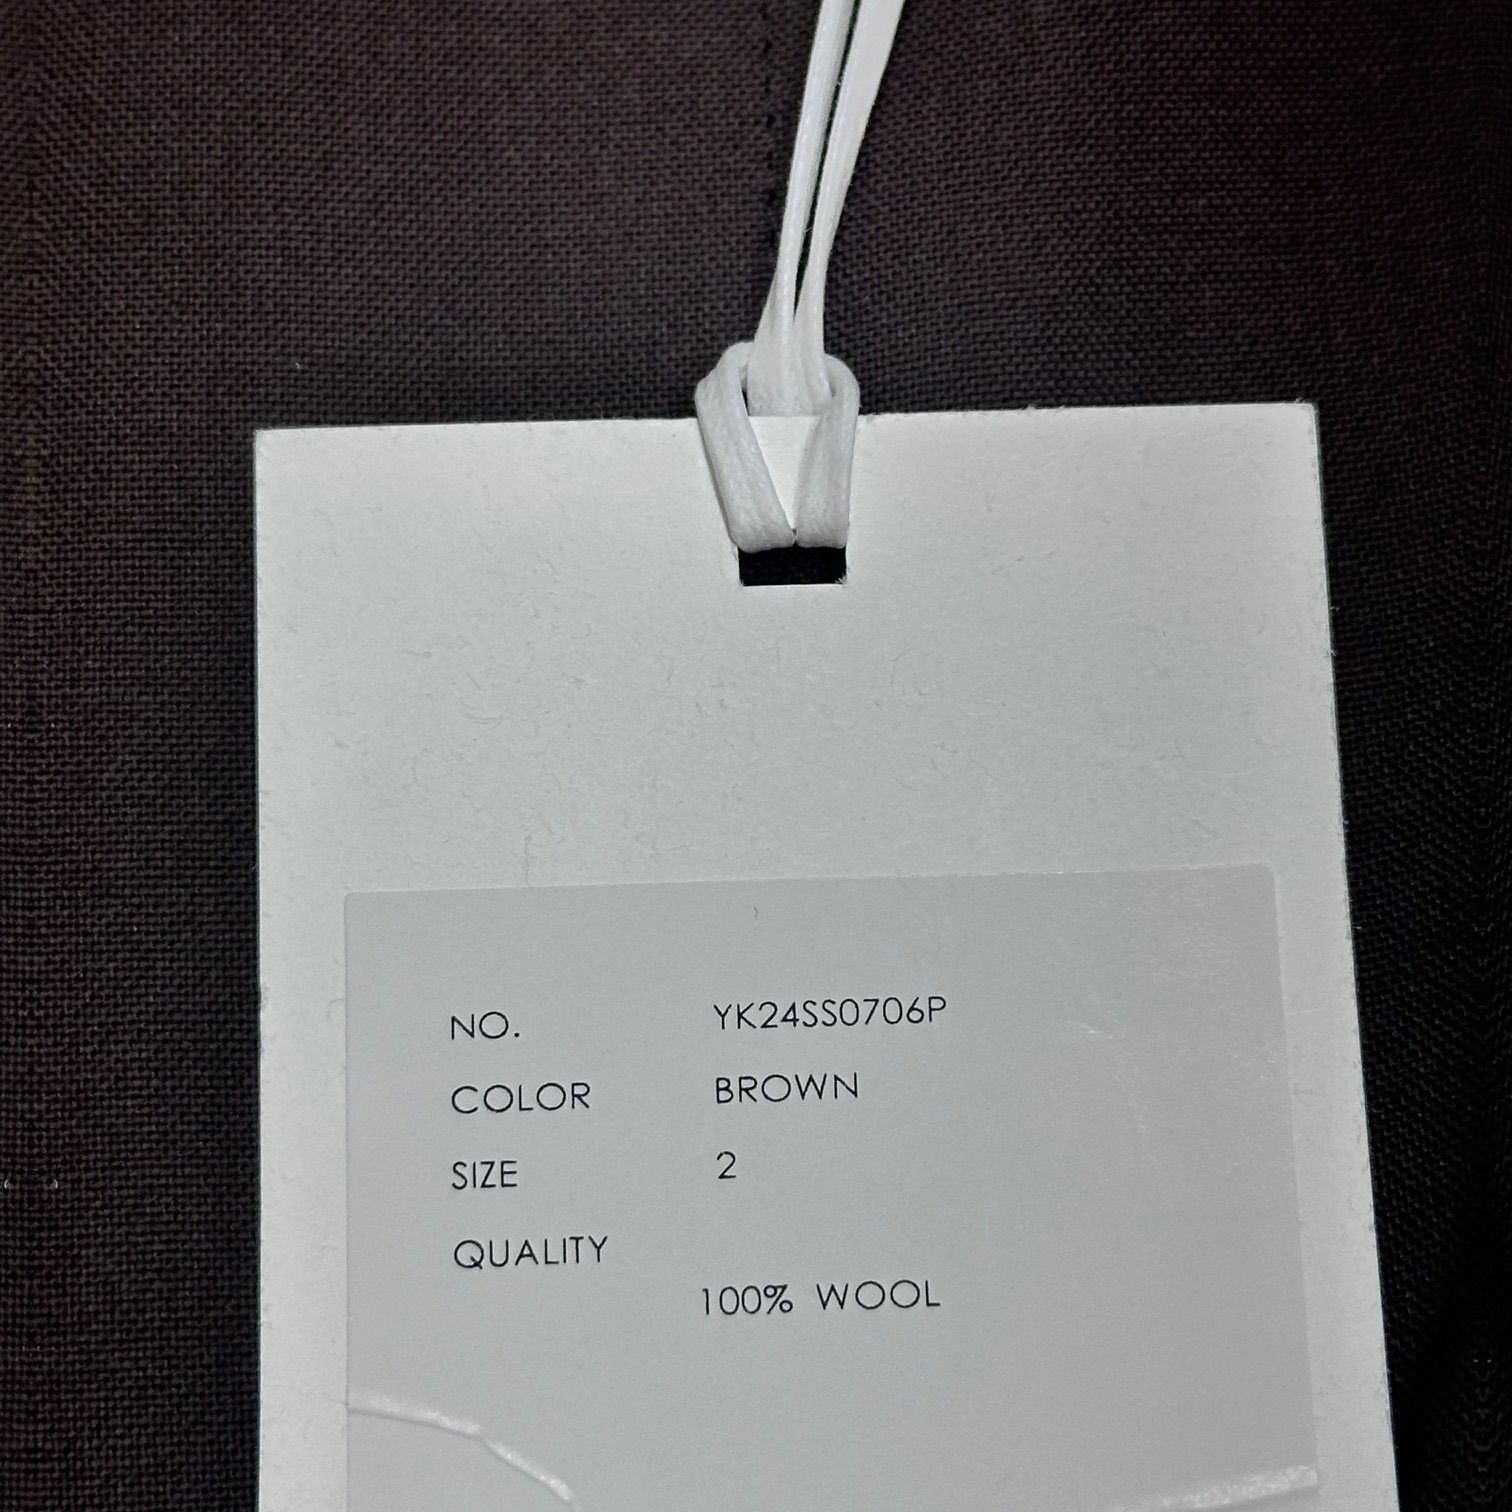 NO. YK24SS0706P
COLOR BROWN
SIZE 2
QUALITY
100% WOOL